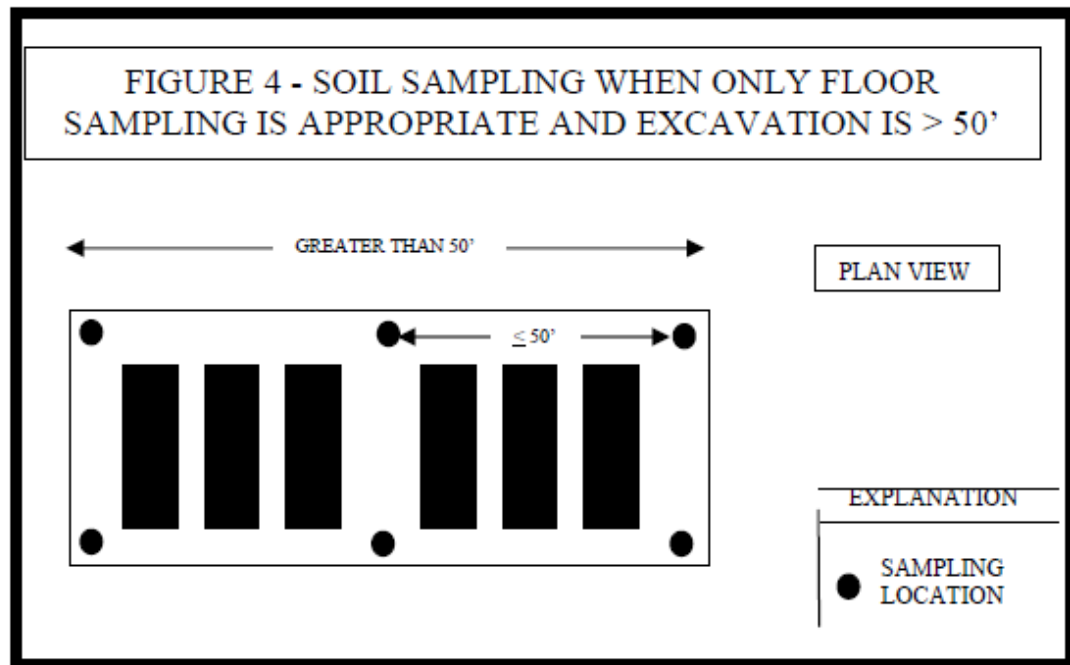 FIGURE 4 - SOIL SAMPLING WHEN ONLY FLOOR
SAMPLING IS APPROPRIATE AND EXCAVATION IS > 50’
GREATER THAN 50’
PLAN VIEW
≤ 50’
EXPLANATION
SAMPLING
LOCATION